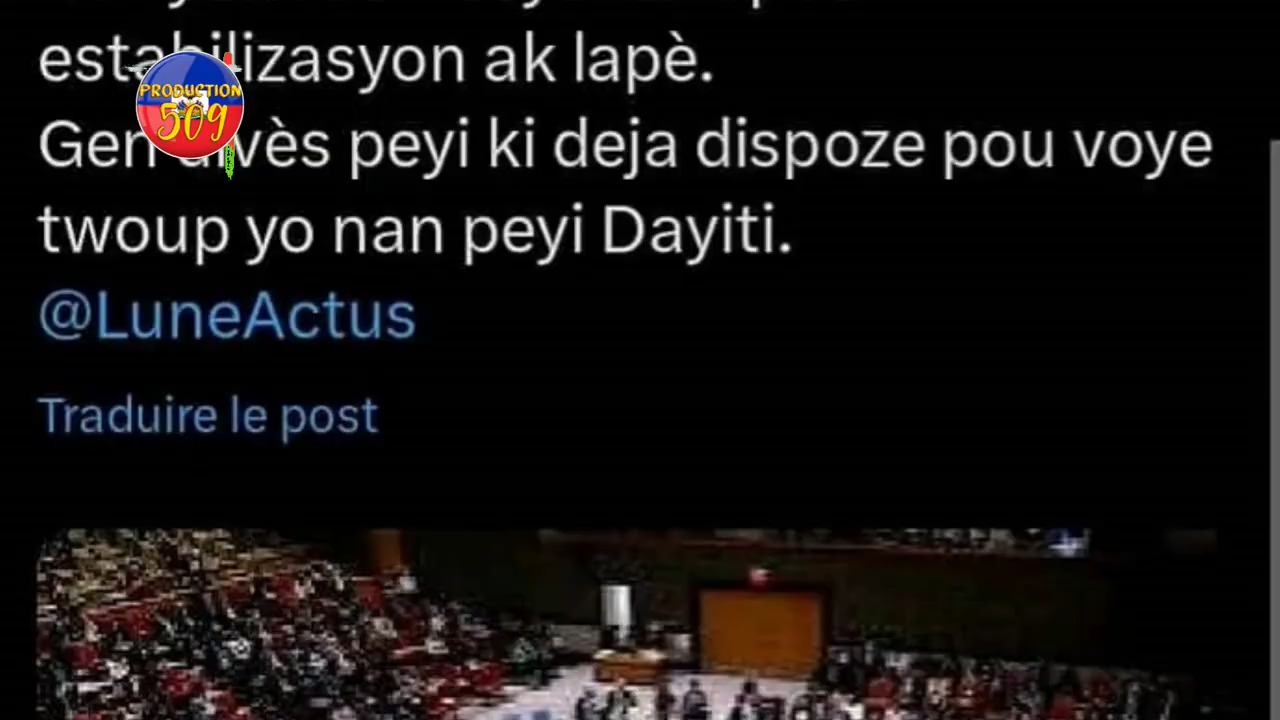 estabilizasyon ak lapè.
PRODUCTION
509
Gen divès peyi ki deja dispoze pou voye
twoup yo nan peyi Dayiti.
@LuneActus
Traduire le post